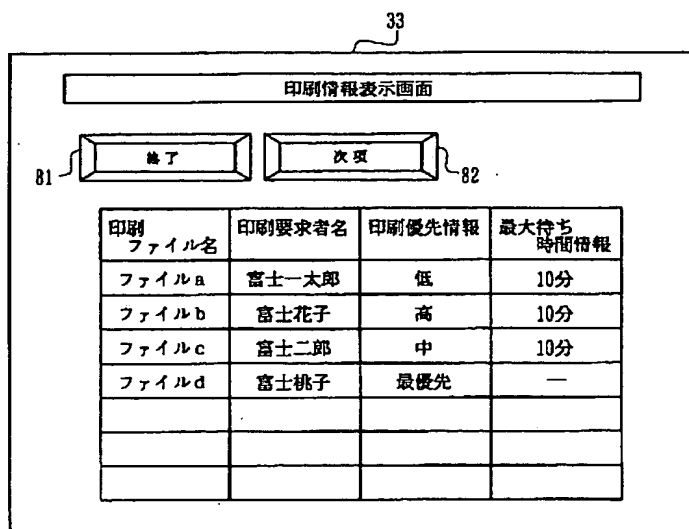 33
印刷情報表示画面
81 終了 次項 82
印刷 ファイル名 印刷要求者名 印刷優先情報 最大待ち時間情報
ファイルa 富士一太郎 低 10分
ファイルb 富士花子 高 10分
ファイルc 富士二郎 中 10分
ファイルd 富士桃子 最優先 —